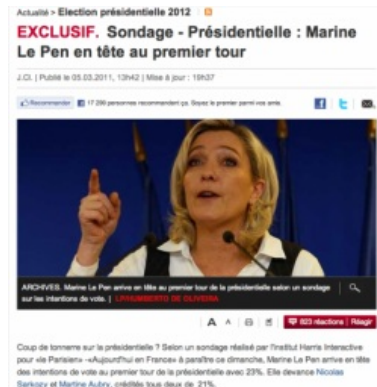 Actualité > Election présidentielle 2012
EXCLUSIF. Sondage - Présidentielle : Marine
Le Pen en tête au premier tour
J.Cl. | Publié le 05.03.2011, 13h42 | Mise à jour : 19h37
Recommander 17 298 personnes recommandent ça. Soyez le premier parmi vos amis.
ARCHIVES. Marine Le Pen arrive en tête au premier tour de la présidentielle selon un sondage
sur les intentions de vote. | LP/HUMBERTO DE OLIVEIRA
A A 823 réactions Réagir
Coup de tonnerre sur la présidentielle ? Selon un sondage réalisé par l'institut Harris Interactive
pour «le Parisien» -«Aujourd'hui en France» à paraître ce dimanche, Marine Le Pen arrive en tête
des intentions de vote au premier tour de la présidentielle avec 23%. Elle devance Nicolas
Sarkozy et Martine Aubry, crédités tous deux de 21%.